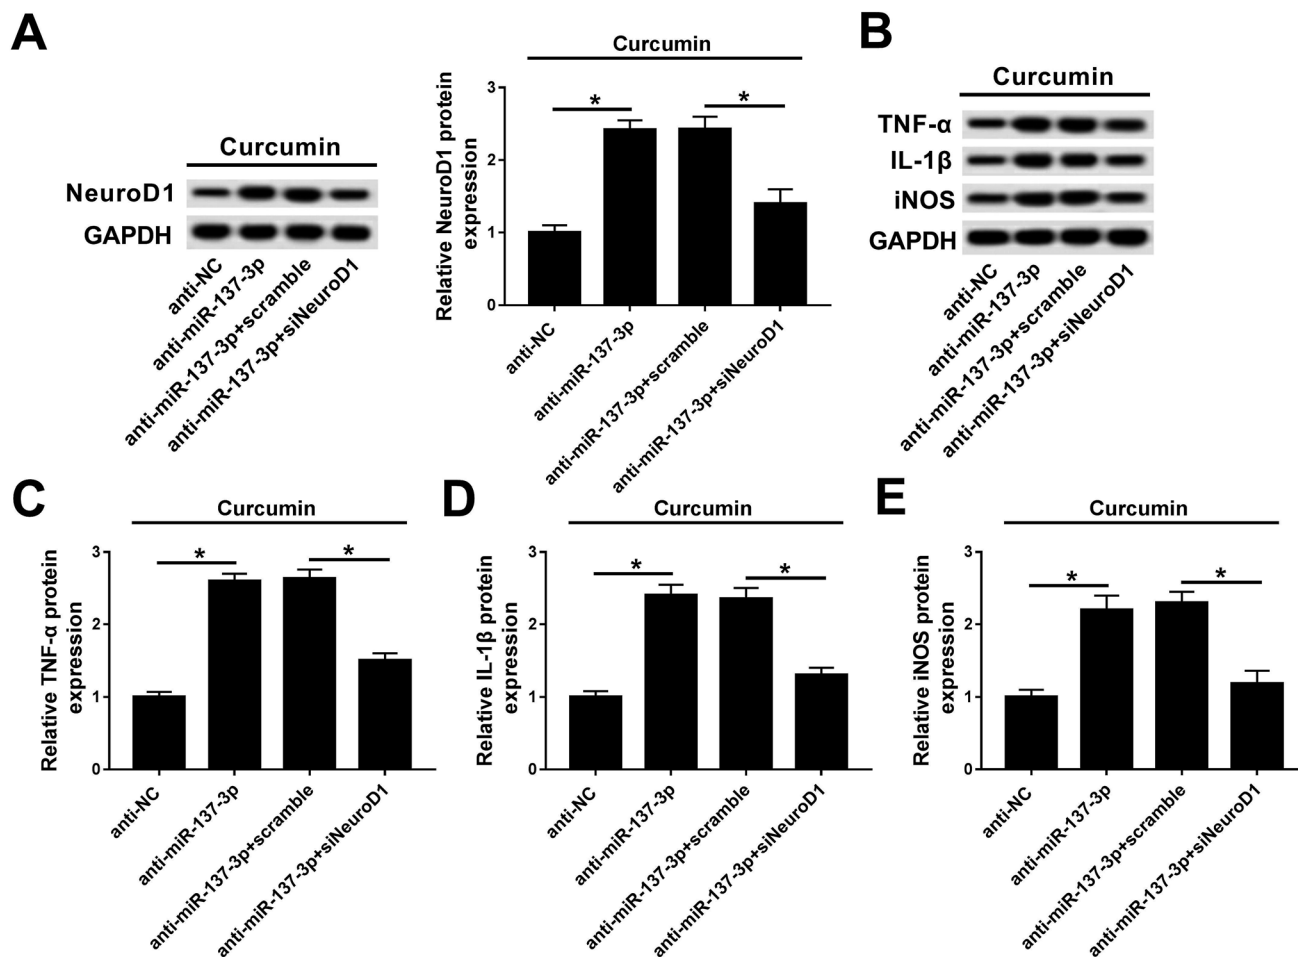 A
Curcumin
NeuroD1
GAPDH
anti-NC
anti-miR-137-3p
anti-miR-137-3p+scramble
anti-miR-137-3p+siNeuroD1
Curcumin
Relative NeuroD1 protein
expression
3
2
1
0
*
*
anti-NC
anti-miR-137-3p
anti-miR-137-3p+scramble
anti-miR-137-3p+siNeuroD1
B
Curcumin
TNF-α
IL-1β
iNOS
GAPDH
anti-NC
anti-miR-137-3p
anti-miR-137-3p+scramble
anti-miR-137-3p+siNeuroD1
C
Curcumin
Relative TNF-α protein
expression
3
2
1
0
*
*
anti-NC
anti-miR-137-3p
anti-miR-137-3p+scramble
anti-miR-137-3p+siNeuroD1
D
Curcumin
Relative IL-1β protein
expression
3
2
1
0
*
*
anti-NC
anti-miR-137-3p
anti-miR-137-3p+scramble
anti-miR-137-3p+siNeuroD1
E
Curcumin
Relative iNOS protein
expression
3
2
1
0
*
*
anti-NC
anti-miR-137-3p
anti-miR-137-3p+scramble
anti-miR-137-3p+siNeuroD1